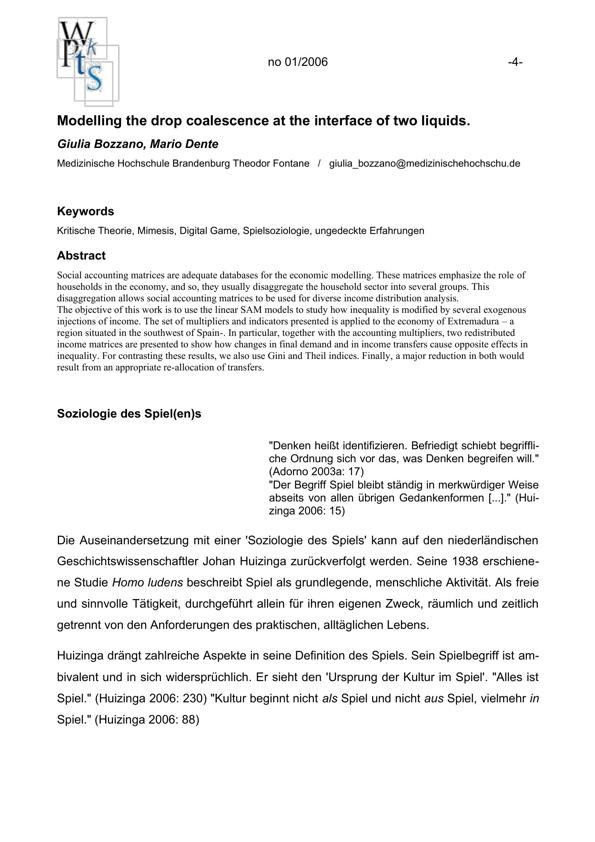 W
P k
t s
S
no 01/2006 -4-
Modelling the drop coalescence at the interface of two liquids.
Giulia Bozzano, Mario Dente
Medizinische Hochschule Brandenburg Theodor Fontane / giulia_bozzano@medizinischehochschu.de
Keywords
Kritische Theorie, Mimesis, Digital Game, Spielsoziologie, ungedeckte Erfahrungen
Abstract
Social accounting matrices are adequate databases for the economic modelling. These matrices emphasize the role of
households in the economy, and so, they usually disaggregate the household sector into several groups. This
disaggregation allows social accounting matrices to be used for diverse income distribution analysis.
The objective of this work is to use the linear SAM models to study how inequality is modified by several exogenous
injections of income. The set of multipliers and indicators presented is applied to the economy of Extremadura – a
region situated in the southwest of Spain-. In particular, together with the accounting multipliers, two redistributed
income matrices are presented to show how changes in final demand and in income transfers cause opposite effects in
inequality. For contrasting these results, we also use Gini and Theil indices. Finally, a major reduction in both would
result from an appropriate re-allocation of transfers.
Soziologie des Spiel(en)s
"Denken heißt identifizieren. Befriedigt schiebt begriffli-
che Ordnung sich vor das, was Denken begreifen will."
(Adorno 2003a: 17)
"Der Begriff Spiel bleibt ständig in merkwürdiger Weise
abseits von allen übrigen Gedankenformen [...]." (Hui-
zinga 2006: 15)
Die Auseinandersetzung mit einer 'Soziologie des Spiels' kann auf den niederländischen
Geschichtswissenschaftler Johan Huizinga zurückverfolgt werden. Seine 1938 erschiene-
ne Studie Homo ludens beschreibt Spiel als grundlegende, menschliche Aktivität. Als freie
und sinnvolle Tätigkeit, durchgeführt allein für ihren eigenen Zweck, räumlich und zeitlich
getrennt von den Anforderungen des praktischen, alltäglichen Lebens.
Huizinga drängt zahlreiche Aspekte in seine Definition des Spiels. Sein Spielbegriff ist am-
bivalent und in sich widersprüchlich. Er sieht den 'Ursprung der Kultur im Spiel'. "Alles ist
Spiel." (Huizinga 2006: 230) "Kultur beginnt nicht als Spiel und nicht aus Spiel, vielmehr in
Spiel." (Huizinga 2006: 88)